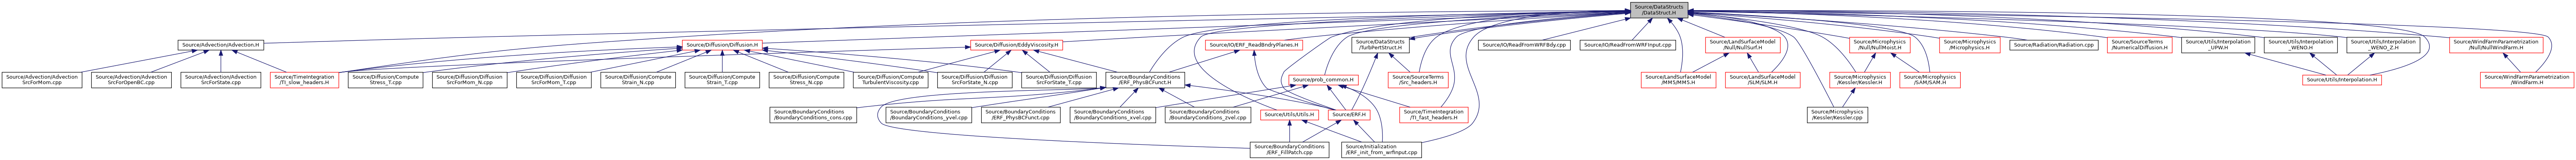 Source/DataStructs
/DataStruct.H
Source/Advection/Advection.H
Source/Diffusion/Diffusion.H
Source/Diffusion/EddyViscosity.H
Source/IO/ERF_ReadBndryPlanes.H
Source/DataStructs
/TurbPertStruct.H
Source/IO/ReadFromWRFBdy.cpp
Source/IO/ReadFromWRFInput.cpp
Source/LandSurfaceModel
/Null/NullSurf.H
Source/Microphysics
/Null/NullMoist.H
Source/Microphysics
/Microphysics.H
Source/Radiation/Radiation.cpp
Source/SourceTerms
/NumericalDiffusion.H
Source/Utils/Interpolation
_UPW.H
Source/Utils/Interpolation
_WENO.H
Source/Utils/Interpolation
_WENO_Z.H
Source/WindFarmParametrization
/Null/NullWindFarm.H
Source/Advection/Advection
SrcForMom.cpp
Source/Advection/Advection
SrcForOpenBC.cpp
Source/Advection/Advection
SrcForState.cpp
Source/TimeIntegration
/TI_slow_headers.H
Source/Diffusion/Compute
Stress_T.cpp
Source/Diffusion/Diffusion
SrcForMom_N.cpp
Source/Diffusion/Diffusion
SrcForMom_T.cpp
Source/Diffusion/Compute
Strain_N.cpp
Source/Diffusion/Compute
Strain_T.cpp
Source/Diffusion/Compute
Stress_N.cpp
Source/Diffusion/Compute
TurbulentViscosity.cpp
Source/Diffusion/Diffusion
SrcForState_N.cpp
Source/Diffusion/Diffusion
SrcForState_T.cpp
Source/BoundaryConditions
/ERF_PhysBCFunct.H
Source/prob_common.H
Source/SourceTerms
/Src_headers.H
Source/LandSurfaceModel
/MM5/MM5.H
Source/LandSurfaceModel
/SLM/SLM.H
Source/Microphysics
/Kessler/Kessler.H
Source/Microphysics
/SAM/SAM.H
Source/Utils/Interpolation.H
Source/WindFarmParametrization
/WindFarm.H
Source/BoundaryConditions
/BoundaryConditions_cons.cpp
Source/BoundaryConditions
/BoundaryConditions_yvel.cpp
Source/BoundaryConditions
/ERF_PhysBCFunct.cpp
Source/BoundaryConditions
/BoundaryConditions_xvel.cpp
Source/BoundaryConditions
/BoundaryConditions_zvel.cpp
Source/Utils/Utils.H
Source/ERF.H
Source/TimeIntegration
/TI_fast_headers.H
Source/Microphysics
/Kessler/Kessler.cpp
Source/BoundaryConditions
/ERF_FillPatch.cpp
Source/Initialization
/ERF_init_from_wrfinput.cpp